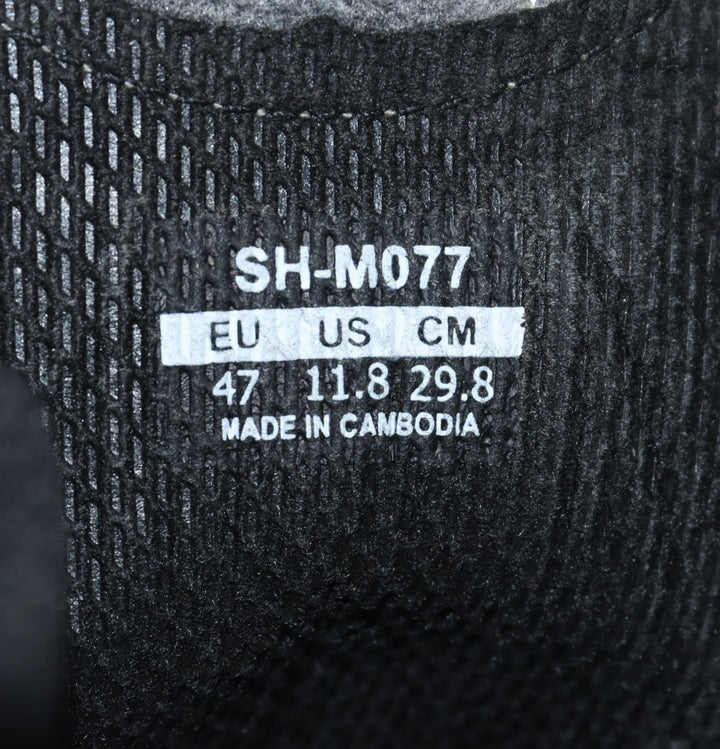 SH-M077
EU US CM
47 11.8 29.8
MADE IN CAMBODIA